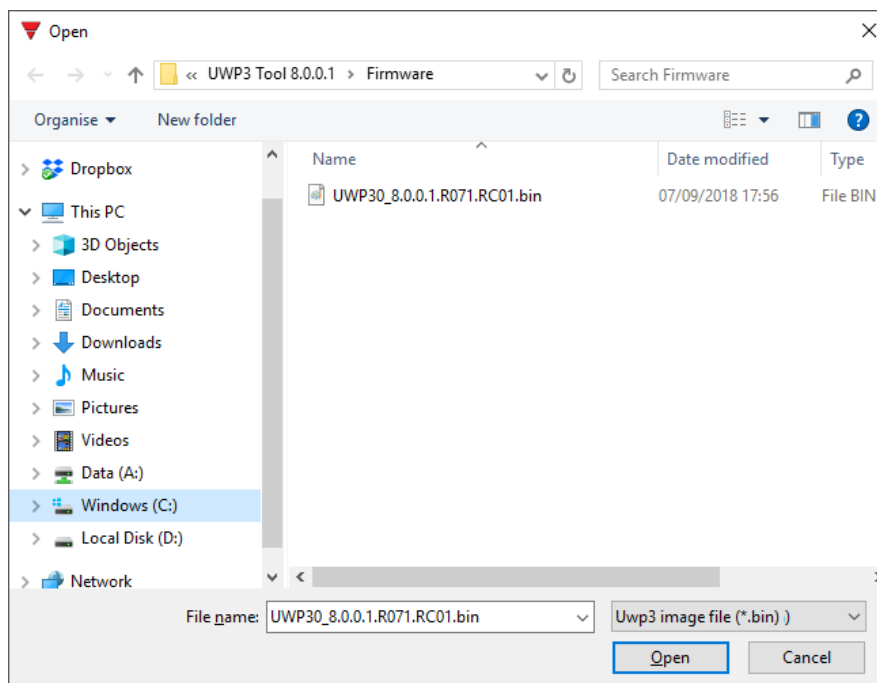 Open
« UWP3 Tool 8.0.0.1 > Firmware
Search Firmware
Organise
New folder
Name
Date modified
Type
UWP30_8.0.0.1.R071.RC01.bin
07/09/2018 17:56
File BIN
Dropbox
This PC
3D Objects
Desktop
Documents
Downloads
Music
Pictures
Videos
Data (A:)
Windows (C:)
Local Disk (D:)
Network
File name:
UWP30_8.0.0.1.R071.RC01.bin
Uwp3 image file (*.bin) )
Open
Cancel